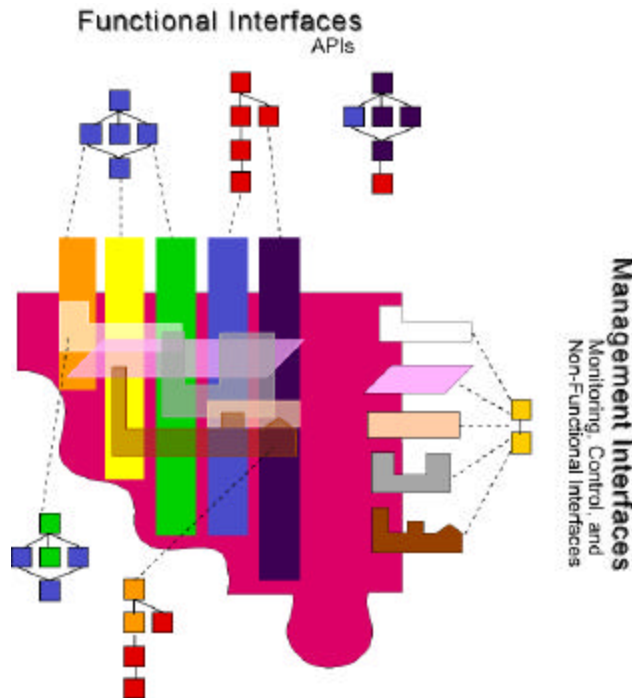 Functional Interfaces
APIs
Management Interfaces
Monitoring, Control, and
Non-Functional Interfaces